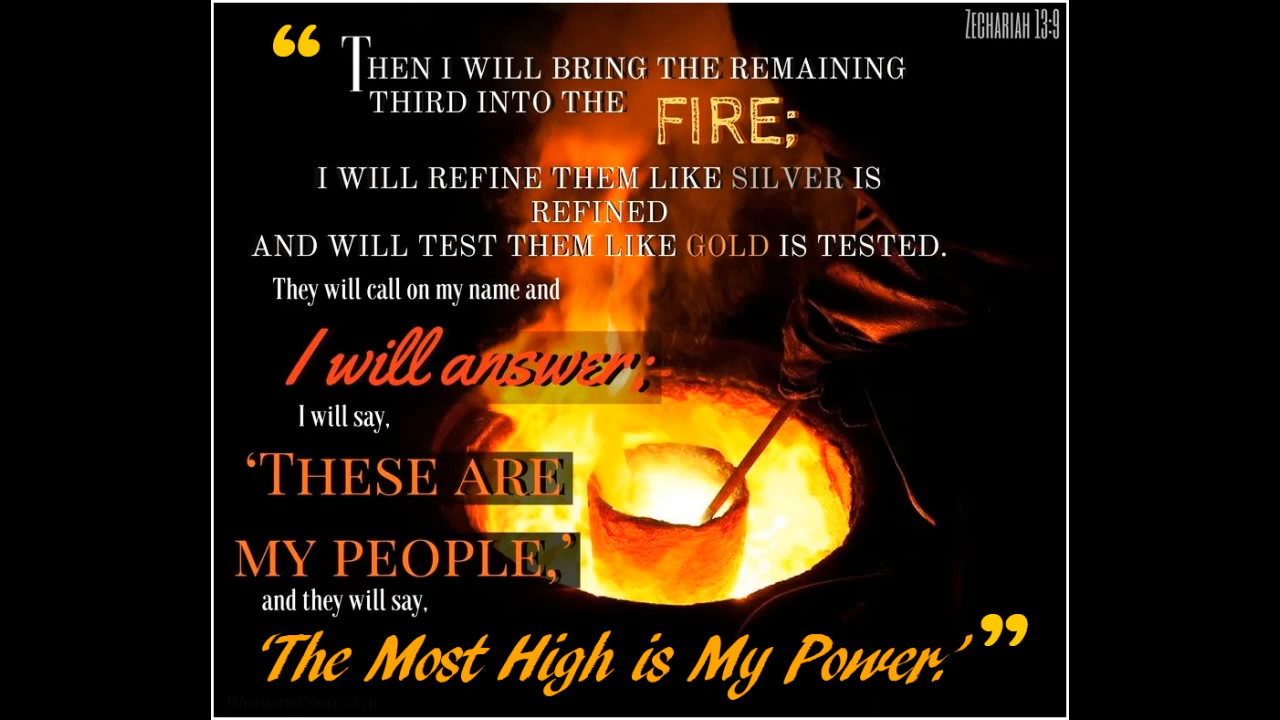 Zechariah 13:9
“ Then I will bring the remaining
third into the FIRE;
I will refine them like silver is
refined
and will test them like gold is tested.
They will call on my name and
I will answer;
I will say,
‘These are
my people,’
and they will say,
‘The Most High is My Power.’ ”